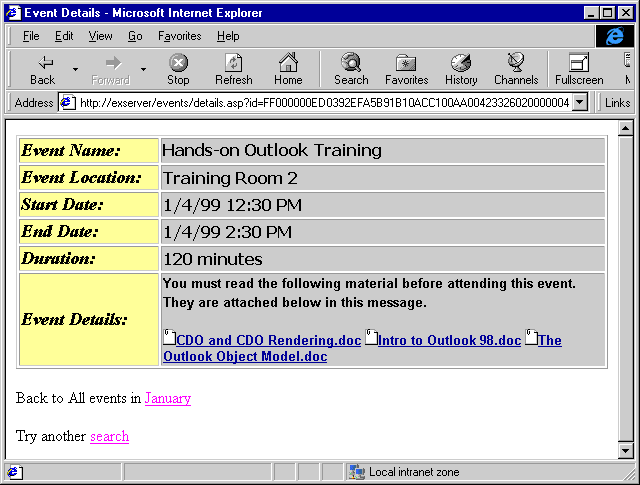 Event Details - Microsoft Internet Explorer
File Edit View Go Favorites Help
Back Forward Stop Refresh Home Search Favorites History Channels Fullscreen
Address http://exserver/events/details.asp?id=FF000000ED0392EFA5B91B10ACC100AA00423326020000004 Links
Event Name: Hands-on Outlook Training
Event Location: Training Room 2
Start Date: 1/4/99 12:30 PM
End Date: 1/4/99 2:30 PM
Duration: 120 minutes
Event Details: You must read the following material before attending this event.
They are attached below in this message.
CDO and CDO Rendering.doc Intro to Outlook 98.doc The
Outlook Object Model.doc
Back to All events in January
Try another search
Local intranet zone